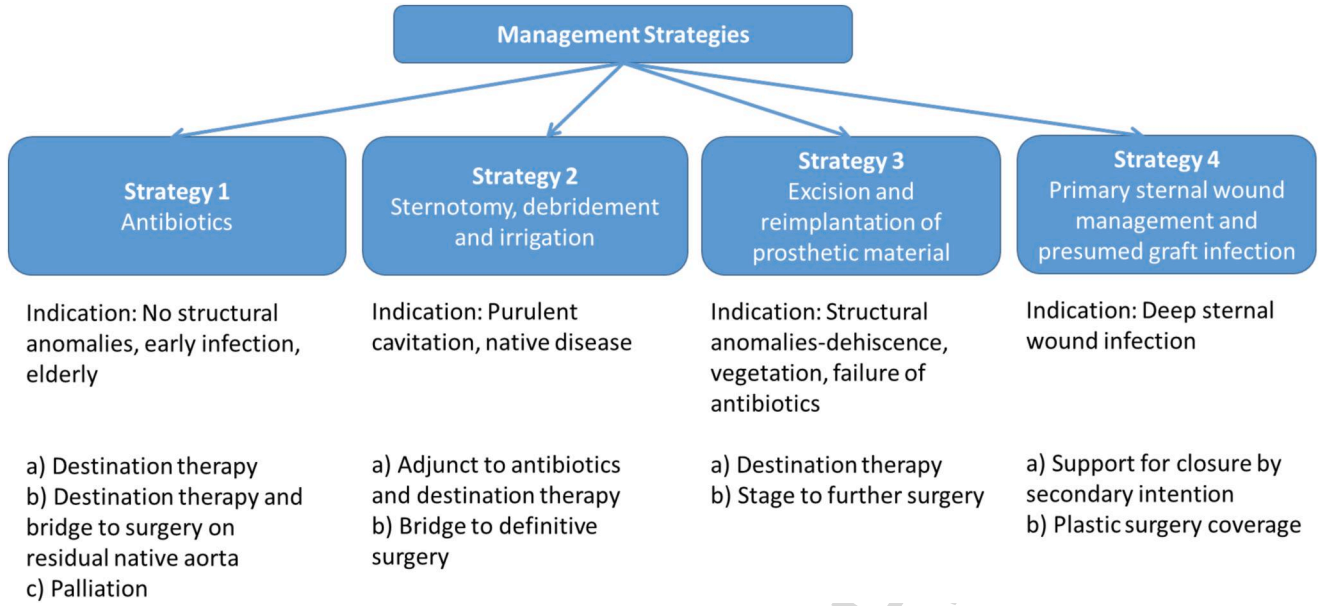 Management Strategies
Strategy 1
Antibiotics
Strategy 2
Sternotomy, debridement
and irrigation
Strategy 3
Excision and
reimplantation of
prosthetic material
Strategy 4
Primary sternal wound
management and
presumed graft infection
Indication: No structural
anomalies, early infection,
elderly
Indication: Purulent
cavitation, native disease
Indication: Structural
anomalies-dehiscence,
vegetation, failure of
antibiotics
Indication: Deep sternal
wound infection
a) Destination therapy
b) Destination therapy and
bridge to surgery on
residual native aorta
c) Palliation
a) Adjunct to antibiotics
and destination therapy
b) Bridge to definitive
surgery
a) Destination therapy
b) Stage to further surgery
a) Support for closure by
secondary intention
b) Plastic surgery coverage